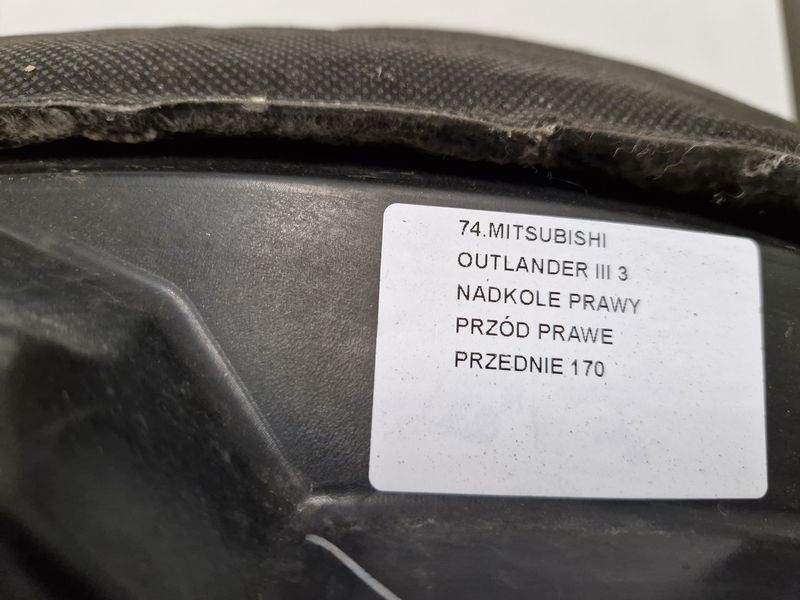 74.MITSUBISHI
OUTLANDER III 3
NADKOLE PRAWY
PRZÓD PRAWE
PRZEDNIE 170